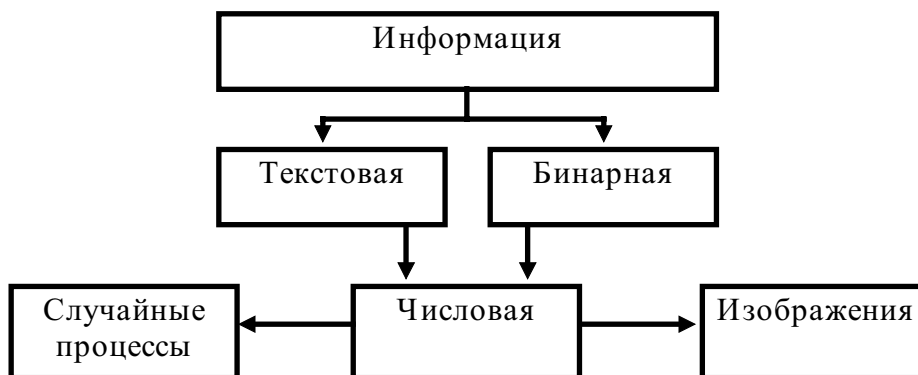 Информация
Текстовая
Бинарная
Случайные
процессы
Числовая
Изображения